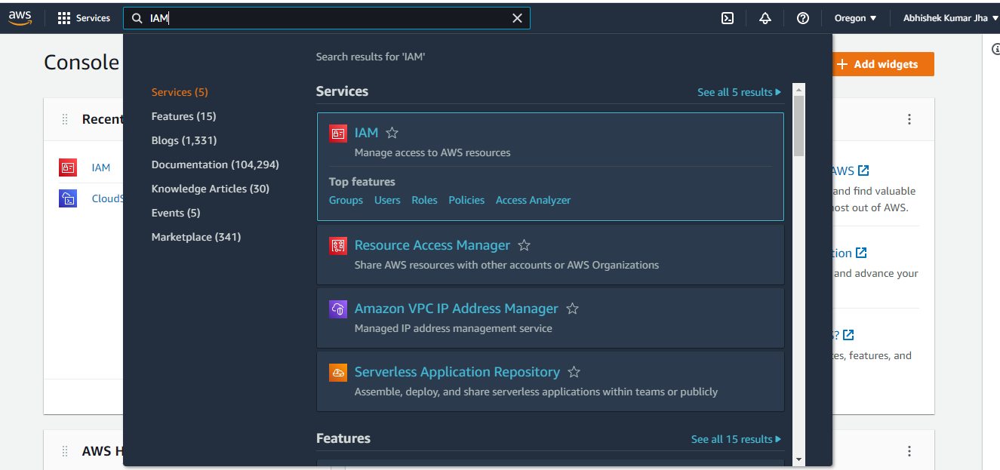 aws Services IAM Oregon Abhishek Kumar Jha
Console
Add widgets
Search results for 'IAM'
Services (5)
Features (15)
Blogs (1,331)
Documentation (104,294)
Knowledge Articles (30)
Events (5)
Marketplace (341)
Services See all 5 results
IAM
Manage access to AWS resources
Top features
Groups Users Roles Policies Access Analyzer
Resource Access Manager
Share AWS resources with other accounts or AWS Organizations
Amazon VPC IP Address Manager
Managed IP address management service
Serverless Application Repository
Assemble, deploy, and share serverless applications within teams or publicly
Features See all 15 results
Recent
IAM
CloudS
AWS H
AWS
and find valuable
most out of AWS.
tion
and advance your
S?
es, features, and